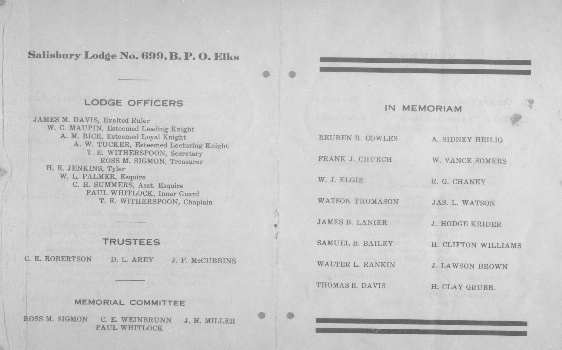 Salisbury Lodge No. 699, B. P. O. Elks
LODGE OFFICERS
JAMES M. DAVIS, Exalted Ruler
W. C. MAUPIN, Esteemed Leading Knight
A. M. RICE, Esteemed Loyal Knight
A. W. TUCKER, Esteemed Lecturing Knight
T. E. WITHERSPOON, Secretary
ROSS M. SIGMON, Treasurer
H. E. JENKINS, Tyler
W. L. PALMER, Esquire
C. H. SUMMERS, Asst. Esquire
PAUL WHITLOCK, Inner Guard
T. E. WITHERSPOON, Chaplain
TRUSTEES
C. E. ROBERTSON D. L. AREY J. F. McCUBBINS
MEMORIAL COMMITTEE
ROSS M. SIGMON C. E. WEINBRUNN J. H. MILLER
PAUL WHITLOCK
IN MEMORIAM
REUBEN B. COWLES A. SIDNEY HEILIG
FRANK J. CHURCH W. VANCE SOMERS
W. J. ELGIE R. G. CHANEY
WATSON THOMASON JAS. L. WATSON
JAMES B. LANIER J. HODGE KRIDER
SAMUEL B. BAILEY H. CLIFTON WILLIAMS
WALTER L. RANKIN J. LAWSON BROWN
THOMAS B. DAVIS H. CLAY GRUBB.